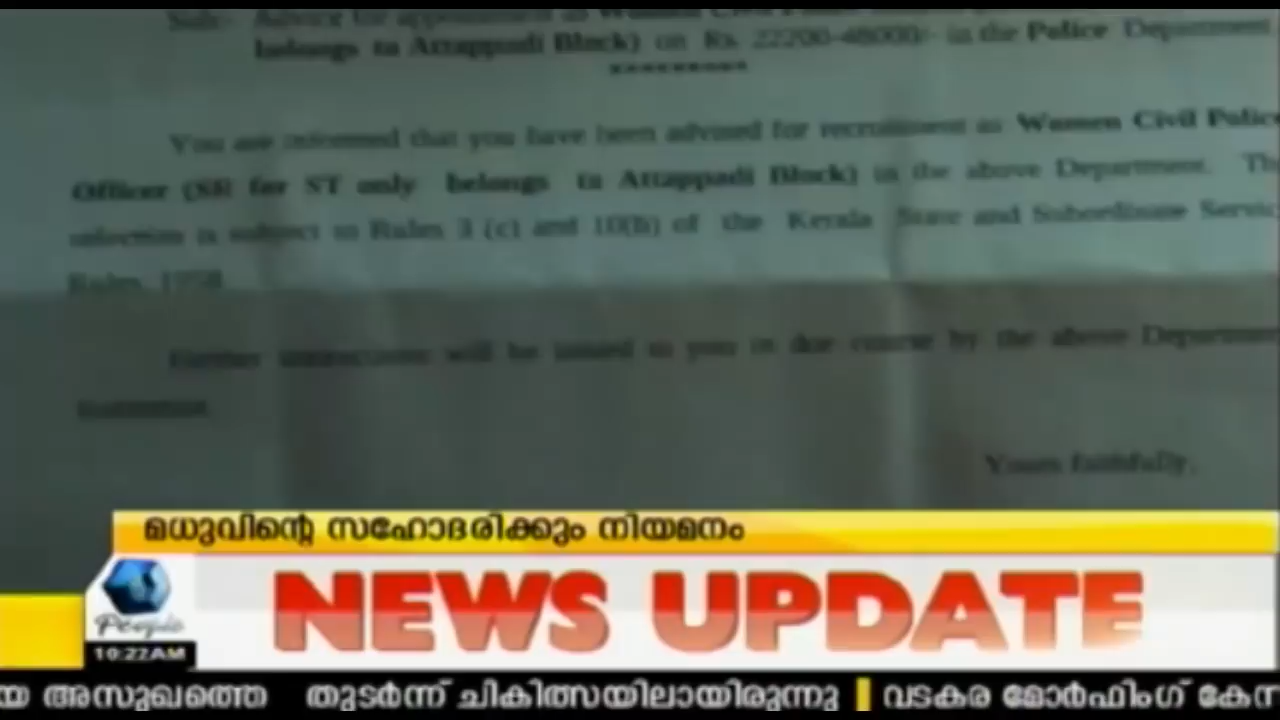 belongs to Attappadi Block) on Rs. 22200-48000/- in the Police Department.
*********
You are informed that you have been advised for recruitment as Women Civil Police
Officer (SR for ST only belongs to Attappadi Block) in the above Department. Th
selection is subject to Rules 3 (c) and 10(b) of the Kerala State and Subordinate Servic
Rules, 1958
Further instructions will be issued to you in due course by the above Department
Yours faithfully,
മധുവിന്റെ സഹോദരിക്കും നിയമനം
NEWS UPDATE
People
10:22AM
യ അസുഖത്തെ തുടർന്ന് ചികിത്സയിലായിരുന്നു വടകര മോർഫിംഗ് കേസ